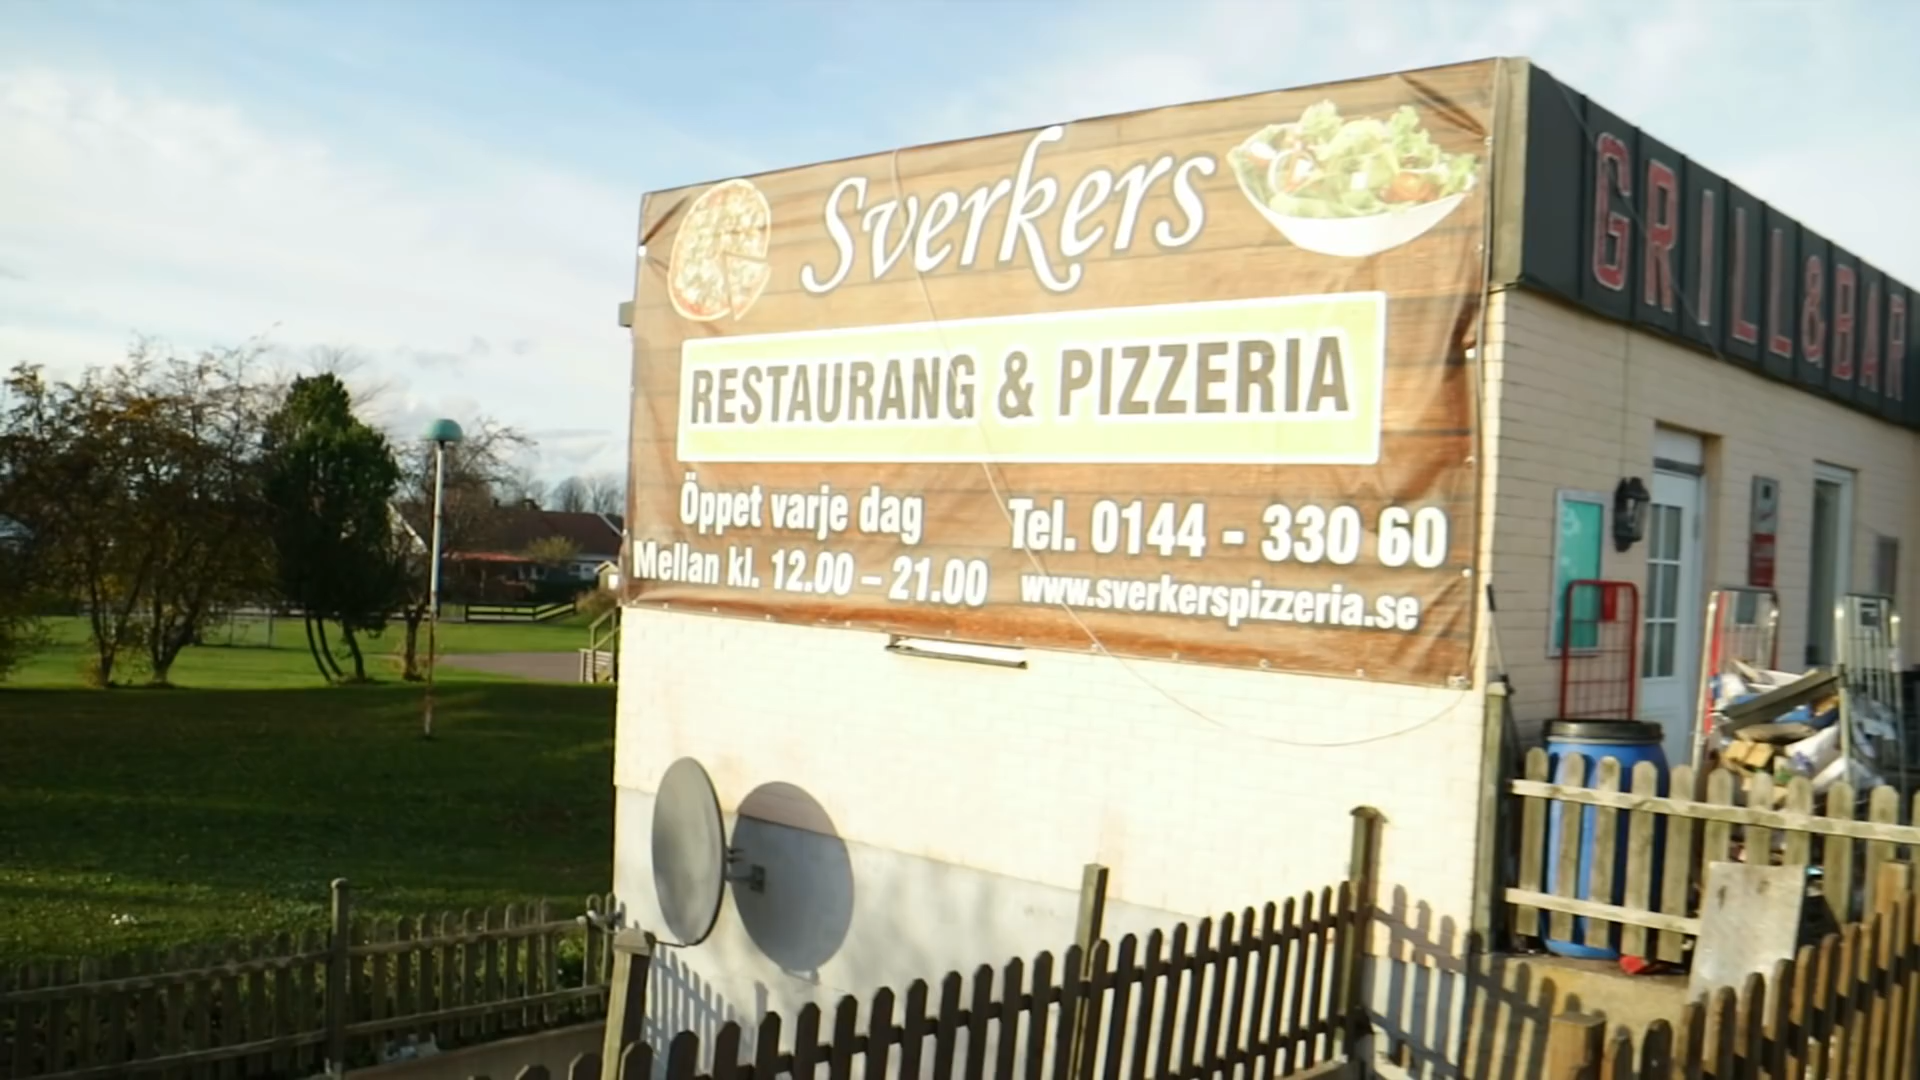 Sverkers
RESTAURANG & PIZZERIA
Öppet varje dag
Mellan kl. 12.00 – 21.00
Tel. 0144 - 330 60
www.sverkerspizzeria.se
GRILL&BAR